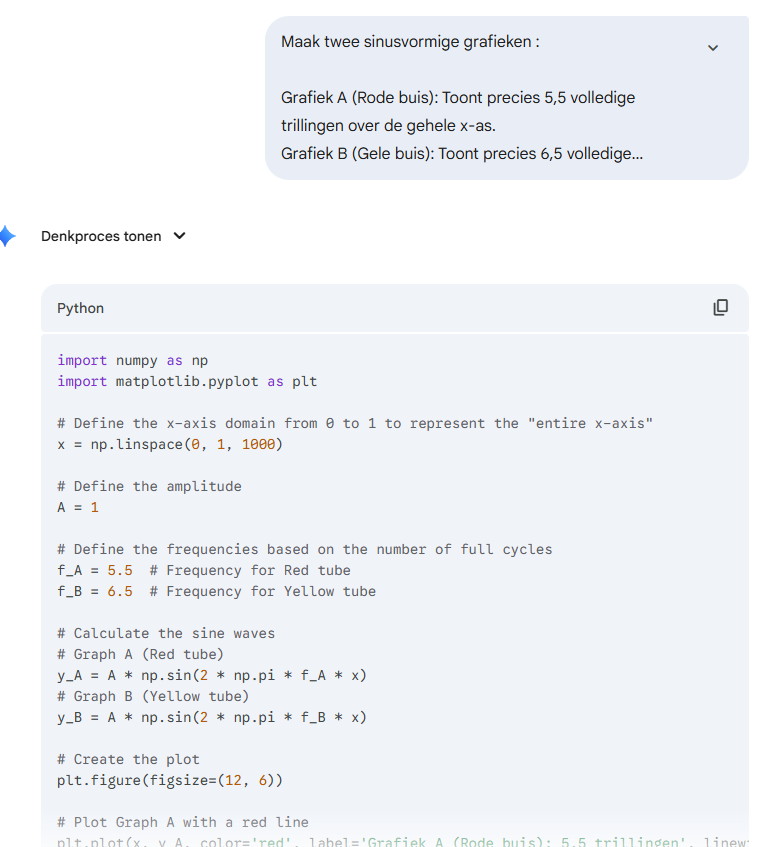 Maak twee sinusvormige grafieken :
Grafiek A (Rode buis): Toont precies 5,5 volledige
trillingen over de gehele x-as.
Grafiek B (Gele buis): Toont precies 6,5 volledige...
Denkproces tonen
Python
import numpy as np
import matplotlib.pyplot as plt
# Define the x-axis domain from 0 to 1 to represent the "entire x-axis"
x = np.linspace(0, 1, 1000)
# Define the amplitude
A = 1
# Define the frequencies based on the number of full cycles
f_A = 5.5  # Frequency for Red tube
f_B = 6.5  # Frequency for Yellow tube
# Calculate the sine waves
# Graph A (Red tube)
y_A = A * np.sin(2 * np.pi * f_A * x)
# Graph B (Yellow tube)
y_B = A * np.sin(2 * np.pi * f_B * x)
# Create the plot
plt.figure(figsize=(12, 6))
# Plot Graph A with a red line
plt.plot(x, y_A, color='red', label='Grafiek A (Rode buis): 5.5 trillingen',